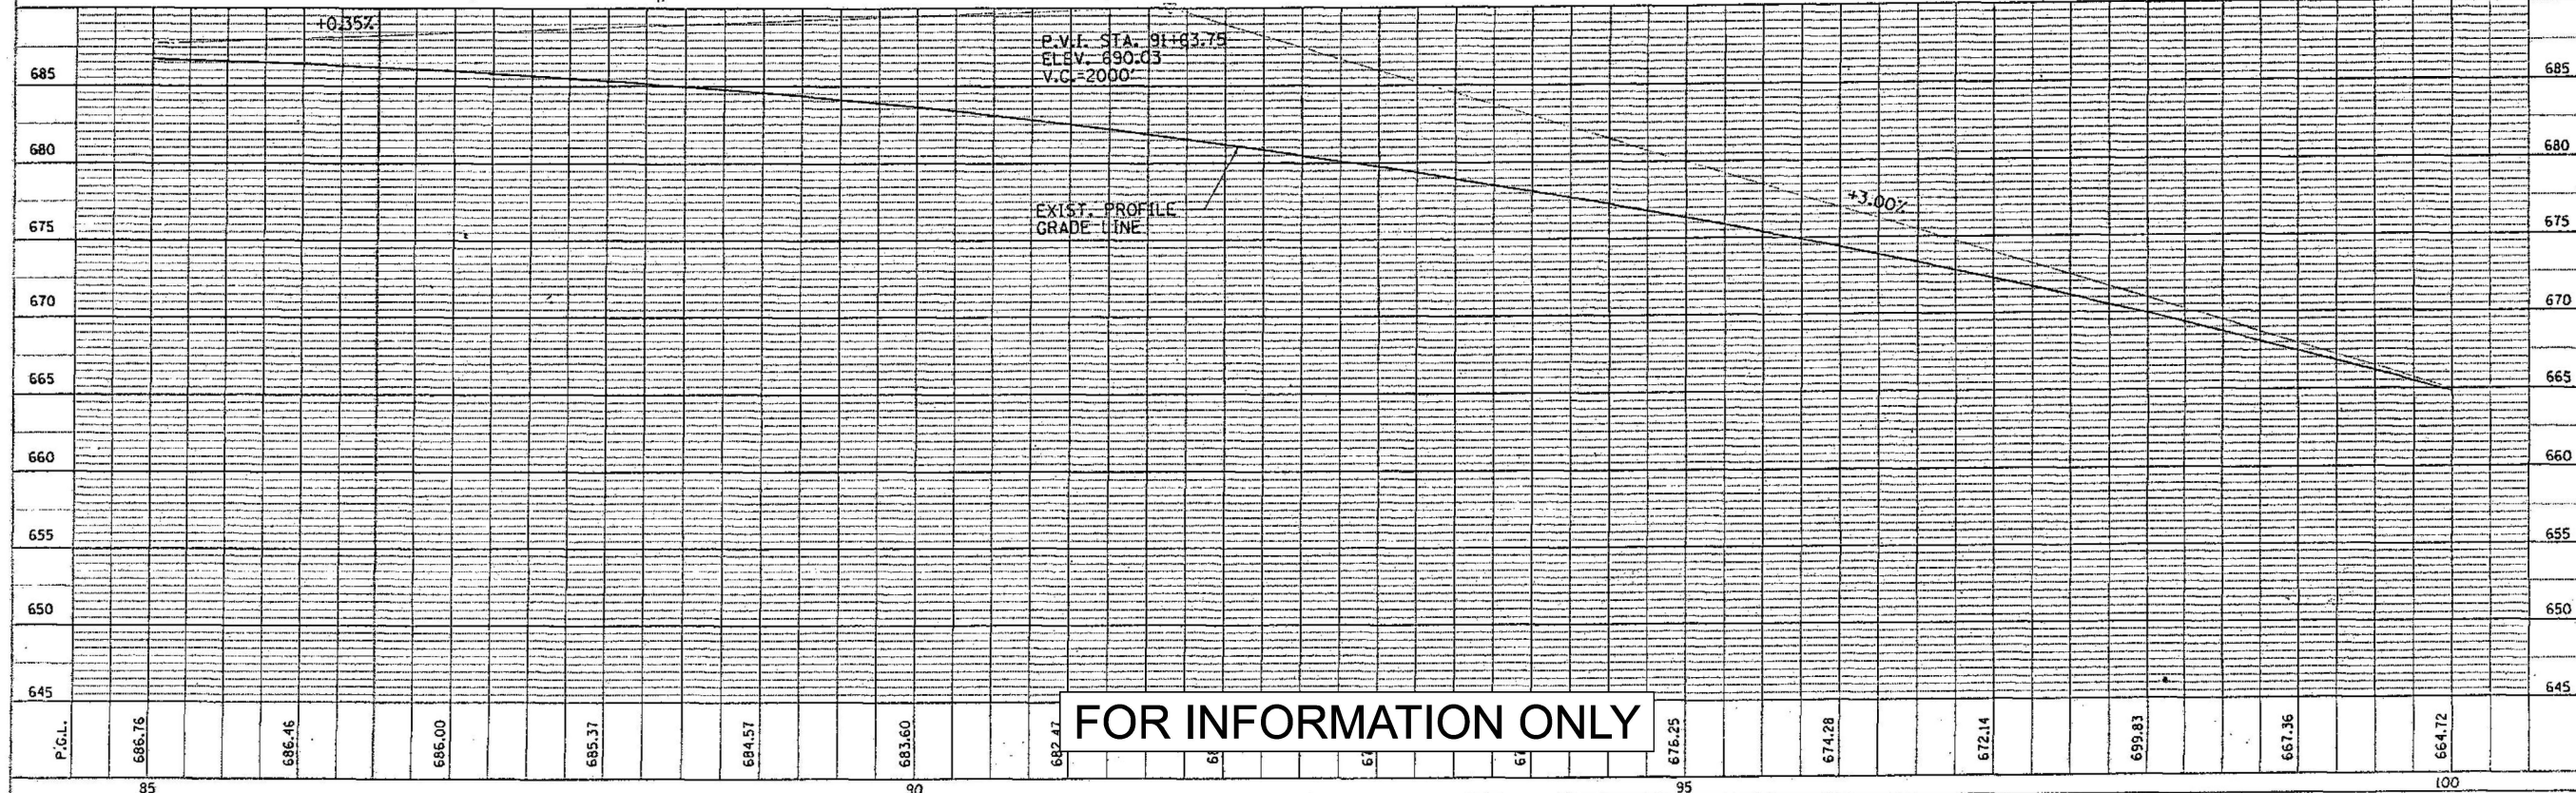 +0.35%
P.V.I. STA. 91+63.75
ELEV. 690.03
V.C.=2000'
685 685
680 680
+3.00%
EXIST. PROFILE
GRADE LINE
675 675
670 670
665 665
660 660
655 655
650 650
645 645
FOR INFORMATION ONLY
P.G.L. 686.76 686.46 686.00 685.37 684.57 683.60 682.47 676.25 674.28 672.14 699.83 667.36 664.72
85 90 95 100